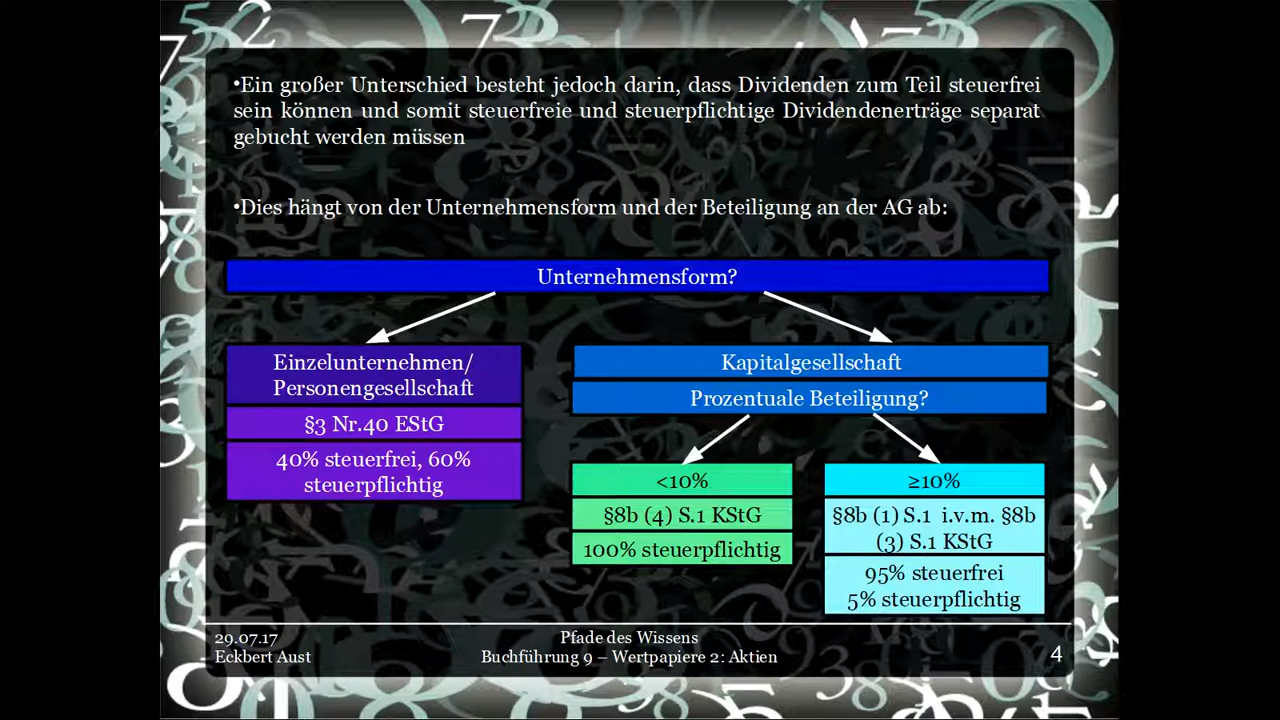 •Ein großer Unterschied besteht jedoch darin, dass Dividenden zum Teil steuerfrei
sein können und somit steuerfreie und steuerpflichtige Dividendenerträge separat
gebucht werden müssen
•Dies hängt von der Unternehmensform und der Beteiligung an der AG ab:
Unternehmensform?
Einzelunternehmen/
Personengesellschaft
§3 Nr.40 EStG
40% steuerfrei, 60%
steuerpflichtig
Kapitalgesellschaft
Prozentuale Beteiligung?
<10%
§8b (4) S.1 KStG
100% steuerpflichtig
≥10%
§8b (1) S.1 i.v.m. §8b
(3) S.1 KStG
95% steuerfrei
5% steuerpflichtig
29.07.17
Eckbert Aust
Pfade des Wissens
Buchführung 9 – Wertpapiere 2: Aktien
4